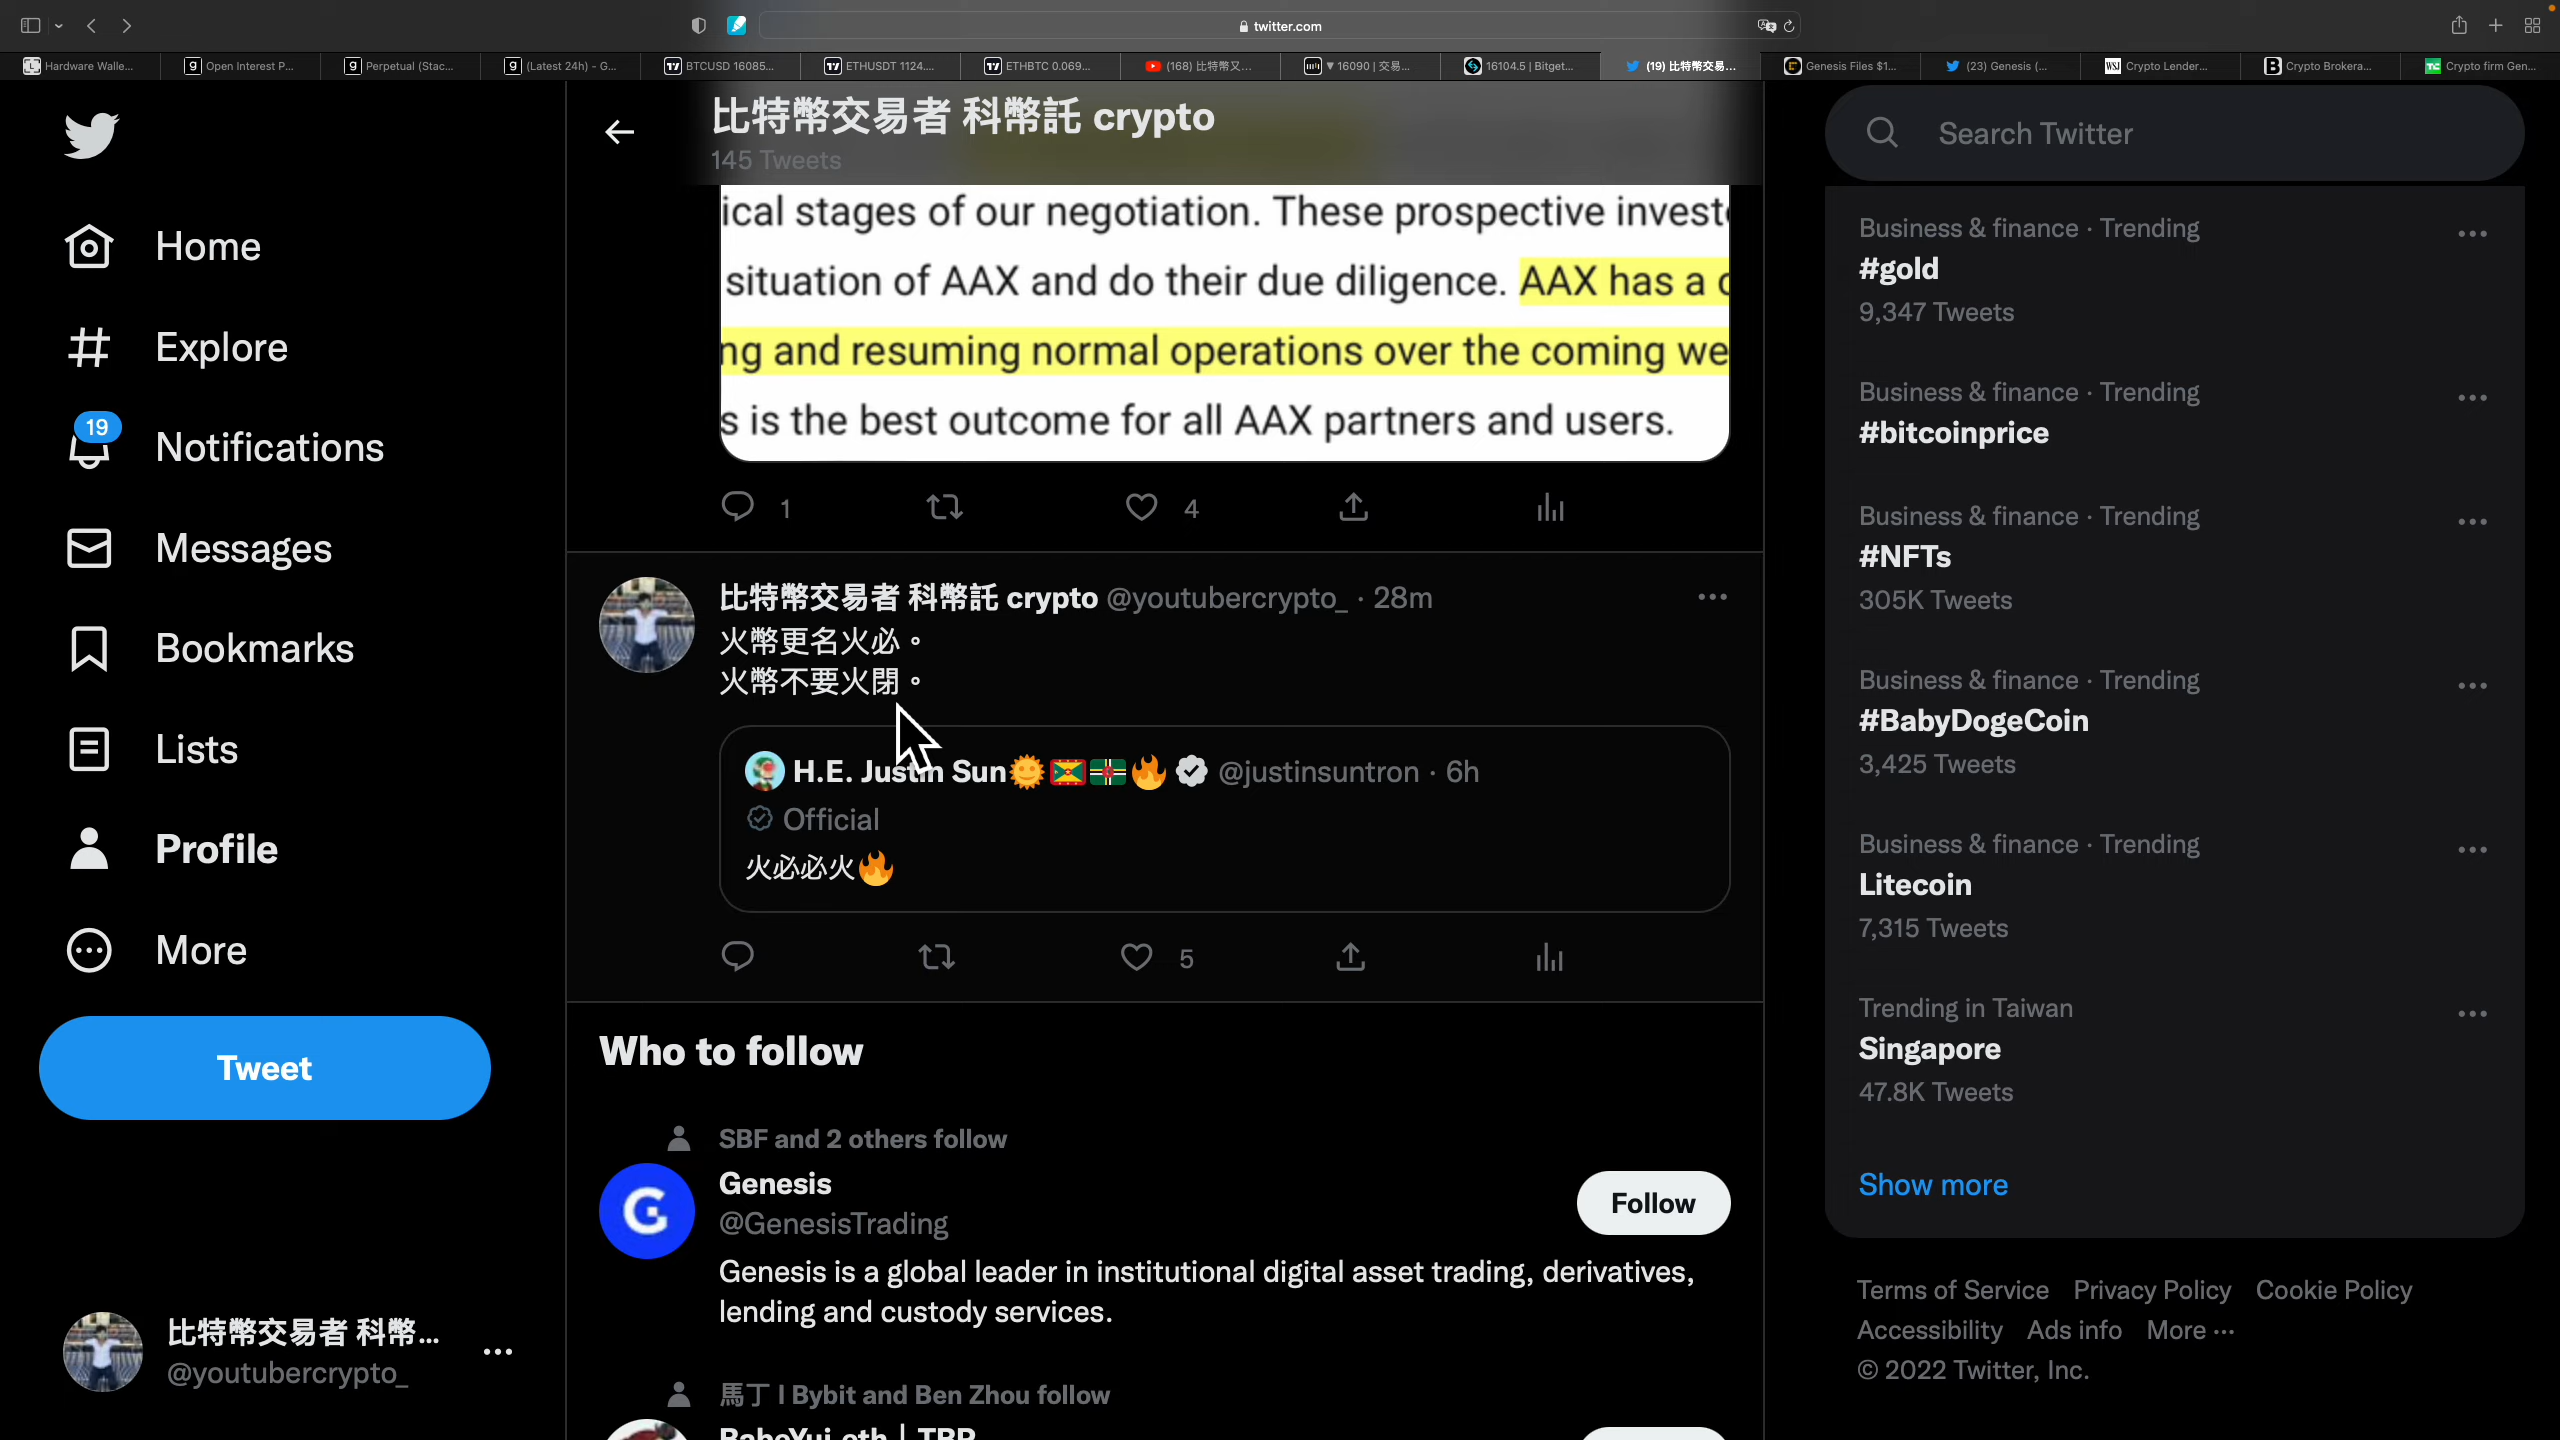 twitter.com
Hardware Walle...
Open Interest P...
Perpetual (Stac...
(Latest 24h) - G...
BTCUSD 16085...
ETHUSDT 1124....
ETHBTC 0.069...
(168) 比特幣又...
▼16090 | 交易...
16104.5 | Bitget...
(19) 比特幣交易...
Genesis Files $1...
(23) Genesis (...
WSJ Crypto Lender...
Crypto Brokera...
Crypto firm Gen...
比特幣交易者 科幣託 crypto
145 Tweets
Search Twitter
Home
Explore
19
Notifications
Messages
Bookmarks
Lists
Profile
More
Tweet
比特幣交易者 科幣...
@youtubercrypto_
ical stages of our negotiation. These prospective invest
situation of AAX and do their due diligence. AAX has a
ng and resuming normal operations over the coming we
s is the best outcome for all AAX partners and users.
1
4
比特幣交易者 科幣託 crypto @youtubercrypto_ · 28m
火幣更名火必。
火幣不要火閉。
H.E. Justin Sun🌞🇬🇩🇩🇲🔥 @justinsuntron · 6h
Official
火必必火🔥
5
Who to follow
SBF and 2 others follow
G
Genesis
@GenesisTrading
Follow
Genesis is a global leader in institutional digital asset trading, derivatives,
lending and custody services.
馬丁 | Bybit and Ben Zhou follow
BaboYui.eth | TBP
Business & finance · Trending
#gold
9,347 Tweets
Business & finance · Trending
#bitcoinprice
Business & finance · Trending
#NFTs
305K Tweets
Business & finance · Trending
#BabyDogeCoin
3,425 Tweets
Business & finance · Trending
Litecoin
7,315 Tweets
Trending in Taiwan
Singapore
47.8K Tweets
Show more
Terms of Service Privacy Policy Cookie Policy
Accessibility Ads info More ...
© 2022 Twitter, Inc.